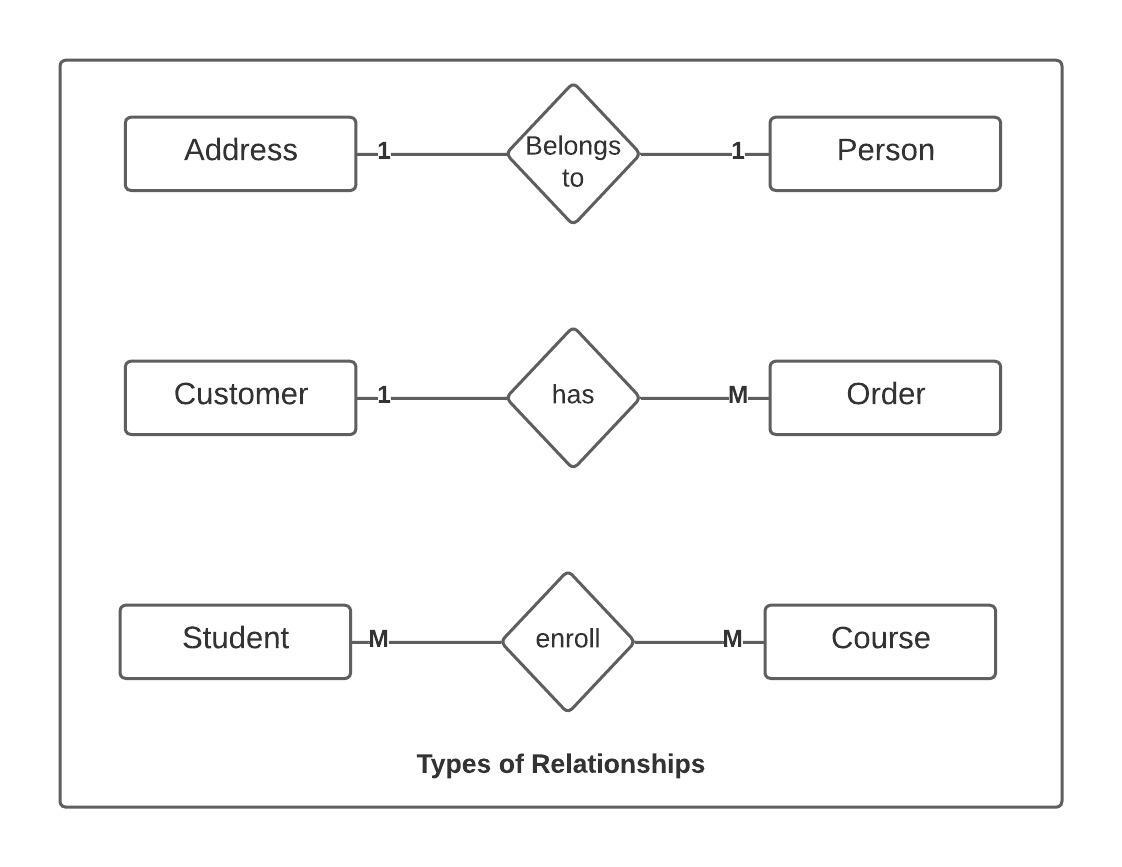 Address 1 Belongs 1 Person
to
Customer 1 has M Order
Student M enroll M Course
Types of Relationships